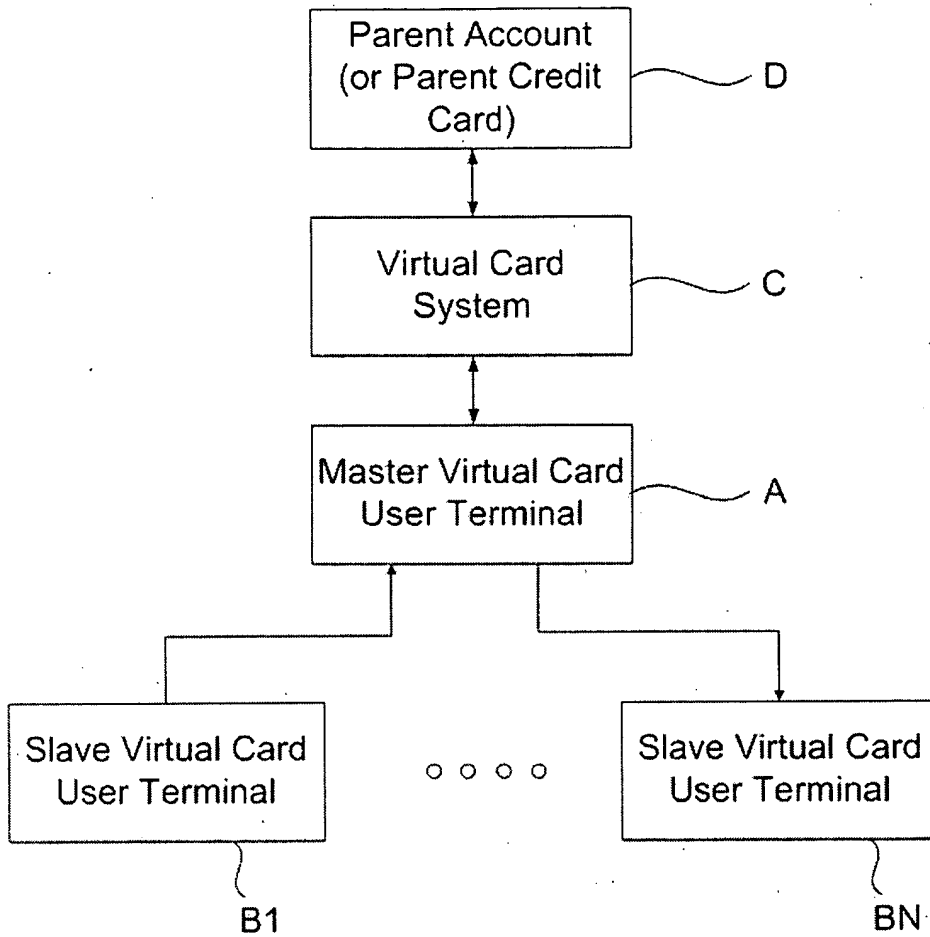 Parent Account
(or Parent Credit
Card)
D
Virtual Card
System
C
Master Virtual Card
User Terminal
A
Slave Virtual Card
User Terminal
Slave Virtual Card
User Terminal
B1
BN